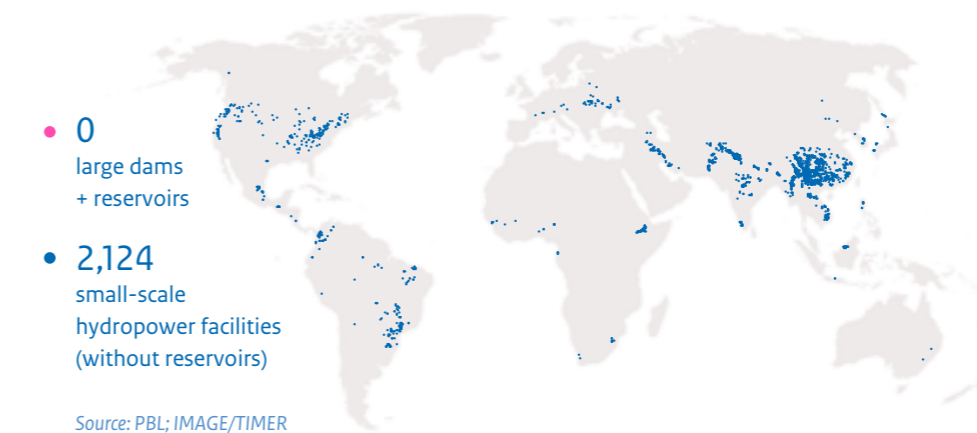 0
large dams
+ reservoirs
2,124
small-scale
hydropower facilities
(without reservoirs)
Source: PBL; IMAGE/TIMER